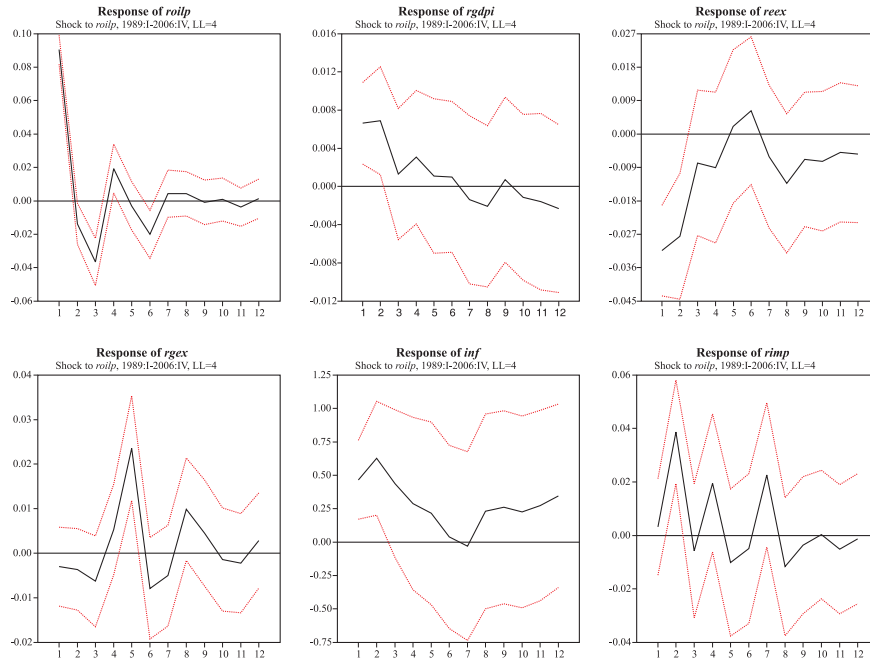 Response of roilp
Shock to roilp, 1989:I-2006:IV, LL=4
0.10
0.08
0.06
0.04
0.02
0.00
-0.02
-0.04
-0.06
1 2 3 4 5 6 7 8 9 10 11 12
Response of rgdpi
Shock to roilp, 1989:I-2006:IV, LL=4
0.016
0.012
0.008
0.004
0.000
-0.004
-0.008
-0.012
1 2 3 4 5 6 7 8 9 10 11 12
Response of reex
Shock to roilp, 1989:I-2006:IV, LL=4
0.027
0.018
0.009
0.000
-0.009
-0.018
-0.027
-0.036
-0.045
1 2 3 4 5 6 7 8 9 10 11 12
Response of rgex
Shock to roilp, 1989:I-2006:IV, LL=4
0.04
0.03
0.02
0.01
0.00
-0.01
-0.02
1 2 3 4 5 6 7 8 9 10 11 12
Response of inf
Shock to roilp, 1989:I-2006:IV, LL=4
1.25
1.00
0.75
0.50
0.25
0.00
-0.25
-0.50
-0.75
1 2 3 4 5 6 7 8 9 10 11 12
Response of rimp
Shock to roilp, 1989:I-2006:IV, LL=4
0.06
0.04
0.02
0.00
-0.02
-0.04
1 2 3 4 5 6 7 8 9 10 11 12